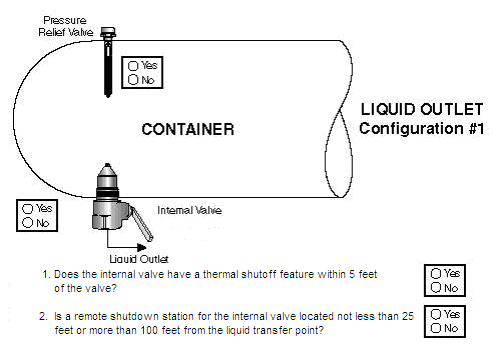 Pressure
Relief Valve
Yes
No
LIQUID OUTLET
Configuration #1
CONTAINER
Yes
No
Internal Valve
Liquid Outlet
1. Does the internal valve have a thermal shutoff feature within 5 feet
of the valve?
Yes
No
2. Is a remote shutdown station for the internal valve located not less than 25
feet or more than 100 feet from the liquid transfer point?
Yes
No